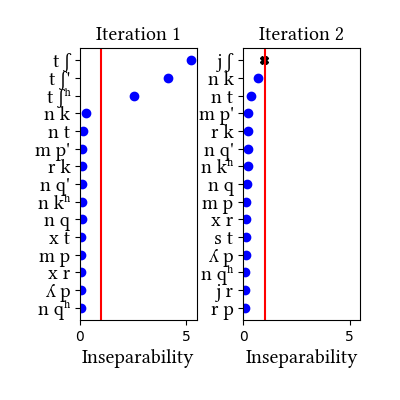 Iteration 1
t ʃ
t ʃ'
t ʃʰ
n k
n t
m p'
r k
n q'
n kʰ
n q
x t
m p
x r
ʎ p
n qʰ
0 5
Inseparability
Iteration 2
j ʃ
n k
n t
m p'
r k
n q'
n kʰ
n q
m p
x r
s t
ʎ p
n qʰ
j r
r p
0 5
Inseparability